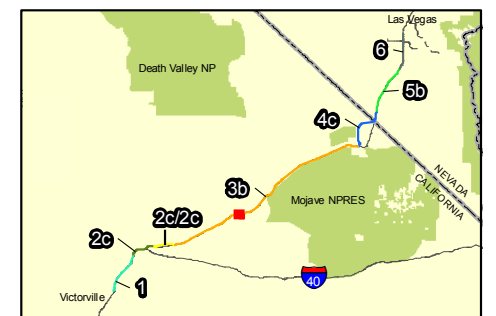 Las Vegas
6
Death Valley NP
5b
4c
NEVADA
CALIFORNIA
3b
Mojave NPRES
2c/2c
2c
40
1
Victorville